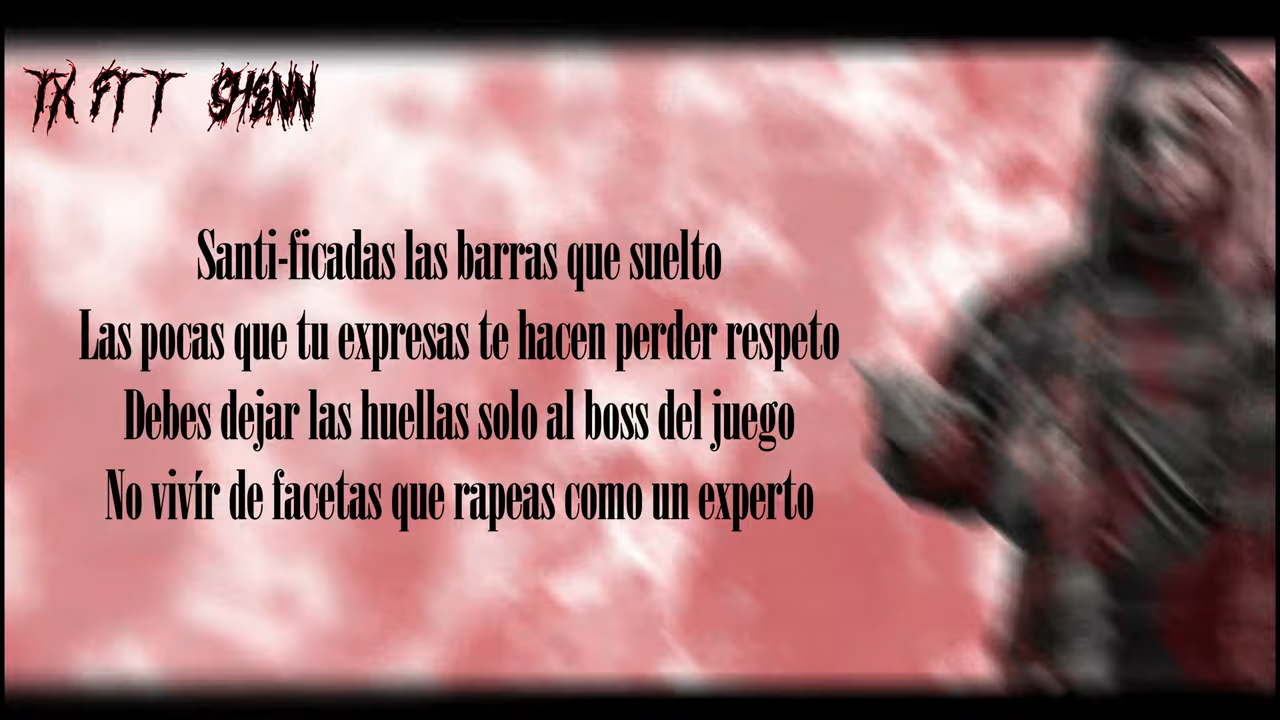 TX FTT SHENN
Santi-ficadas las barras que suelto
Las pocas que tu expresas te hacen perder respeto
Debes dejar las huellas solo al boss del juego
No vivír de facetas que rapeas como un experto